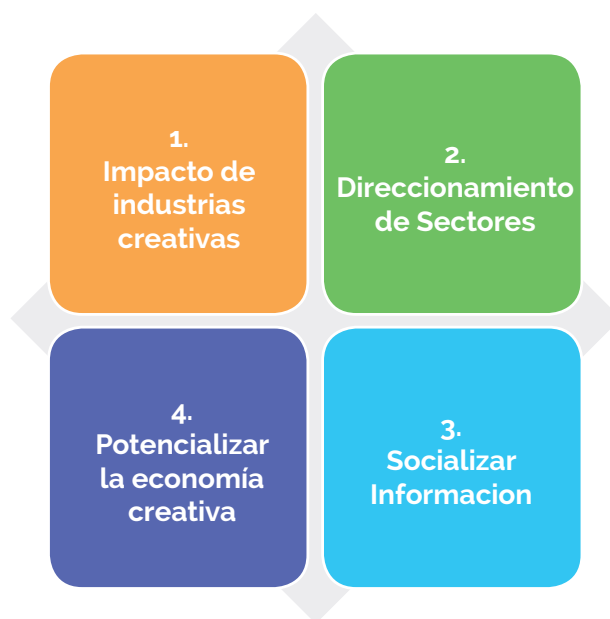 1.
Impacto de
industrias
creativas
2.
Direccionamiento
de Sectores
3.
Socializar
Informacion
4.
Potencializar
la economía
creativa